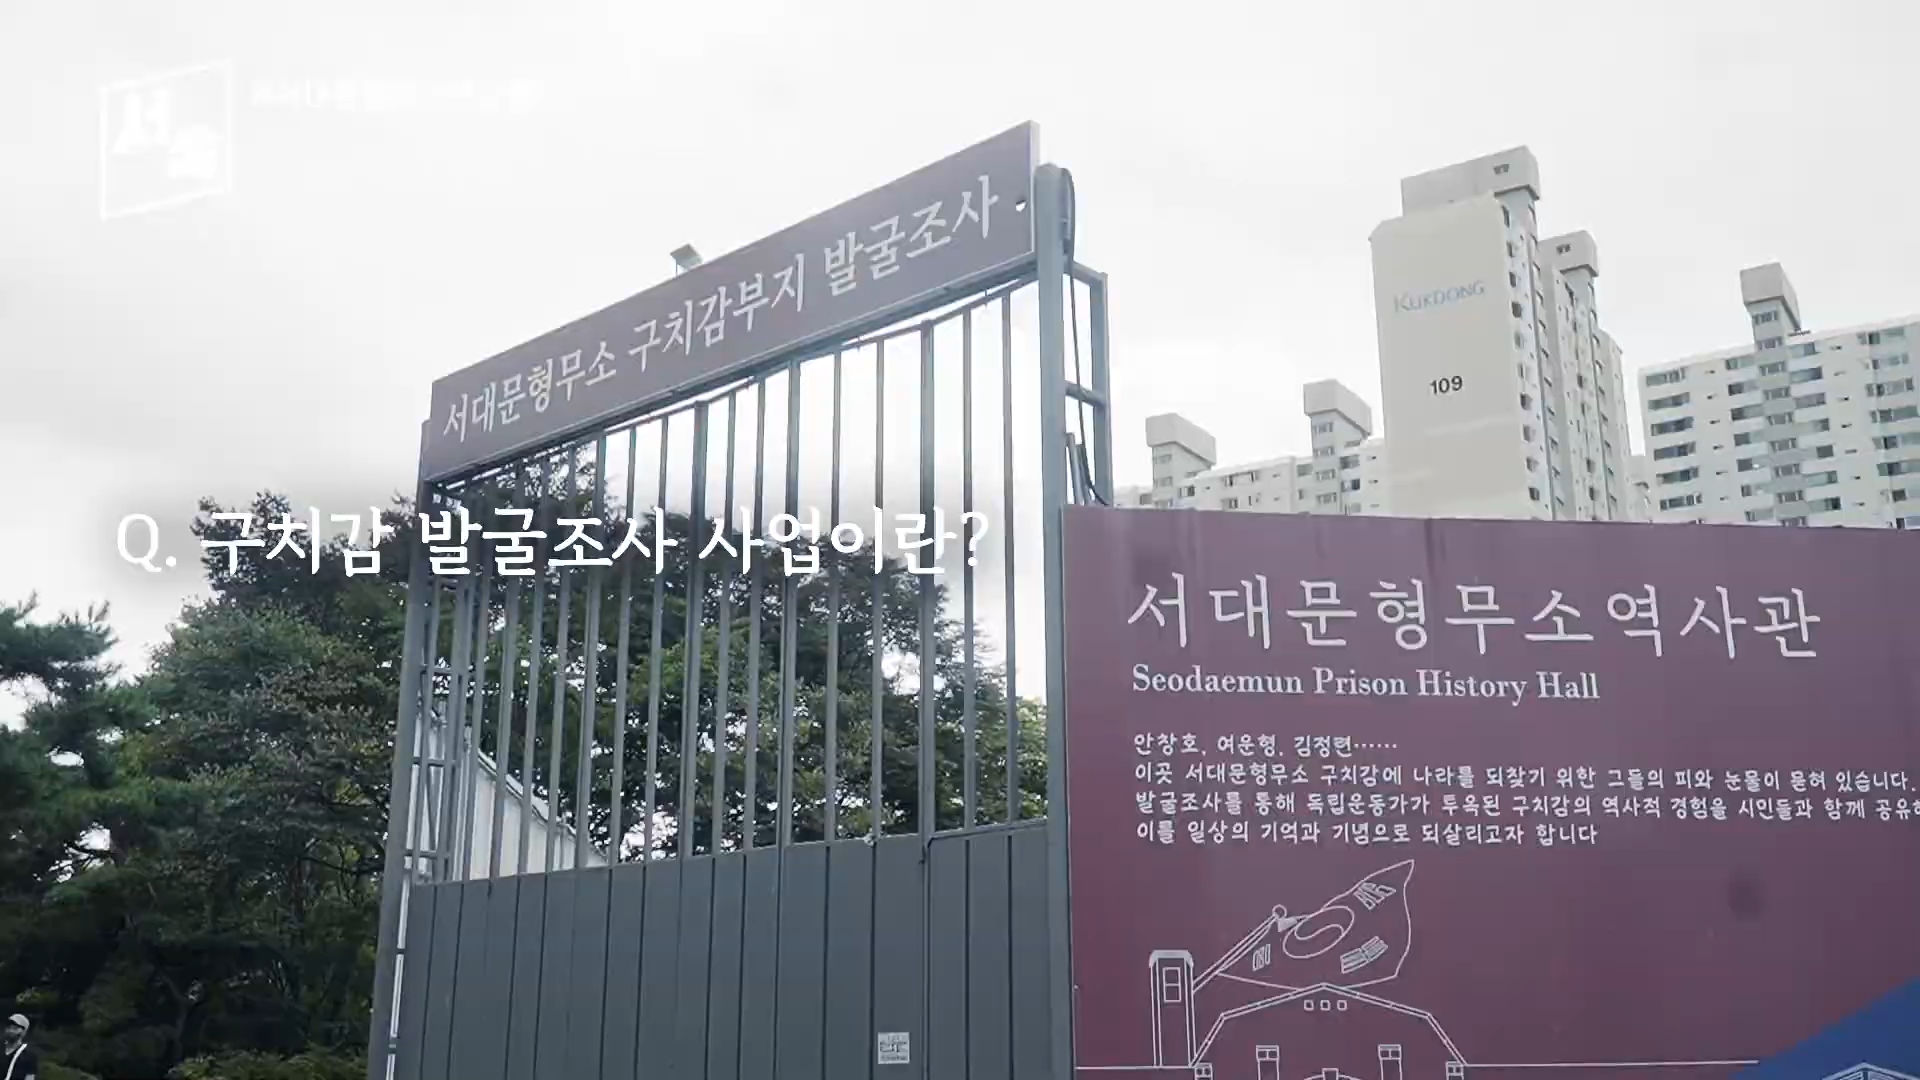 서대문형무소 구치감부지 발굴조사
KUKDONG
109
Q. 구치감 발굴조사 사업이란?
서대문형무소역사관
Seodaemun Prison History Hall
안창호, 여운형, 김정련……
이곳 서대문형무소 구치감에 나라를 되찾기 위한 그들의 피와 눈물이 묻혀 있습니다.
발굴조사를 통해 독립운동가가 투옥된 구치감의 역사적 경험을 시민들과 함께 공유하
이를 일상의 기억과 기념으로 되살리고자 합니다